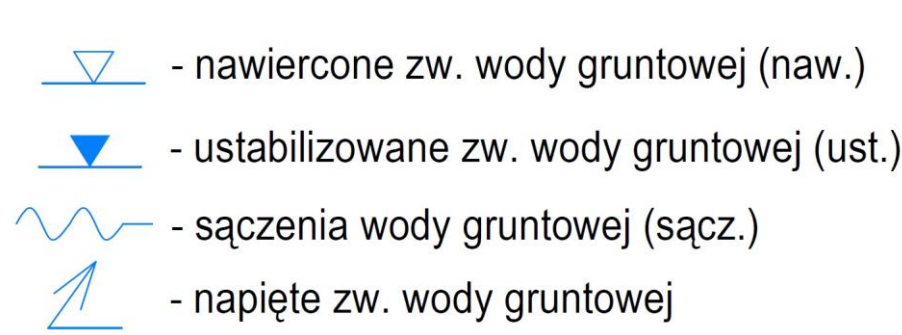 - nawiercone zw. wody gruntowej (naw.)
- ustabilizowane zw. wody gruntowej (ust.)
- sączenia wody gruntowej (sącz.)
- napięte zw. wody gruntowej